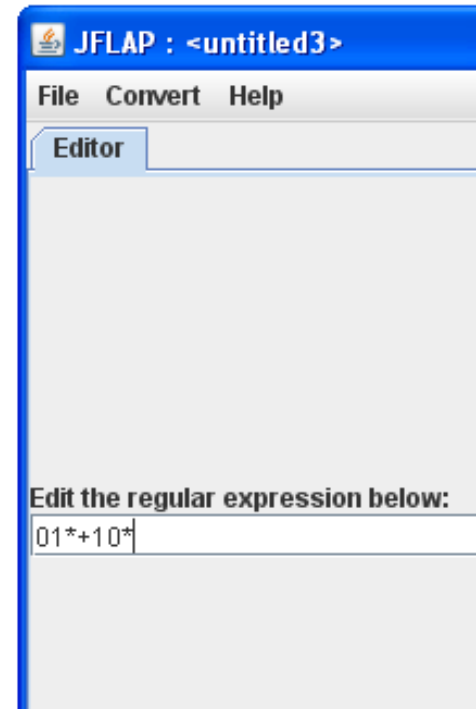 JFLAP : <untitled3>
File Convert Help
Editor
Edit the regular expression below:
01*+10*